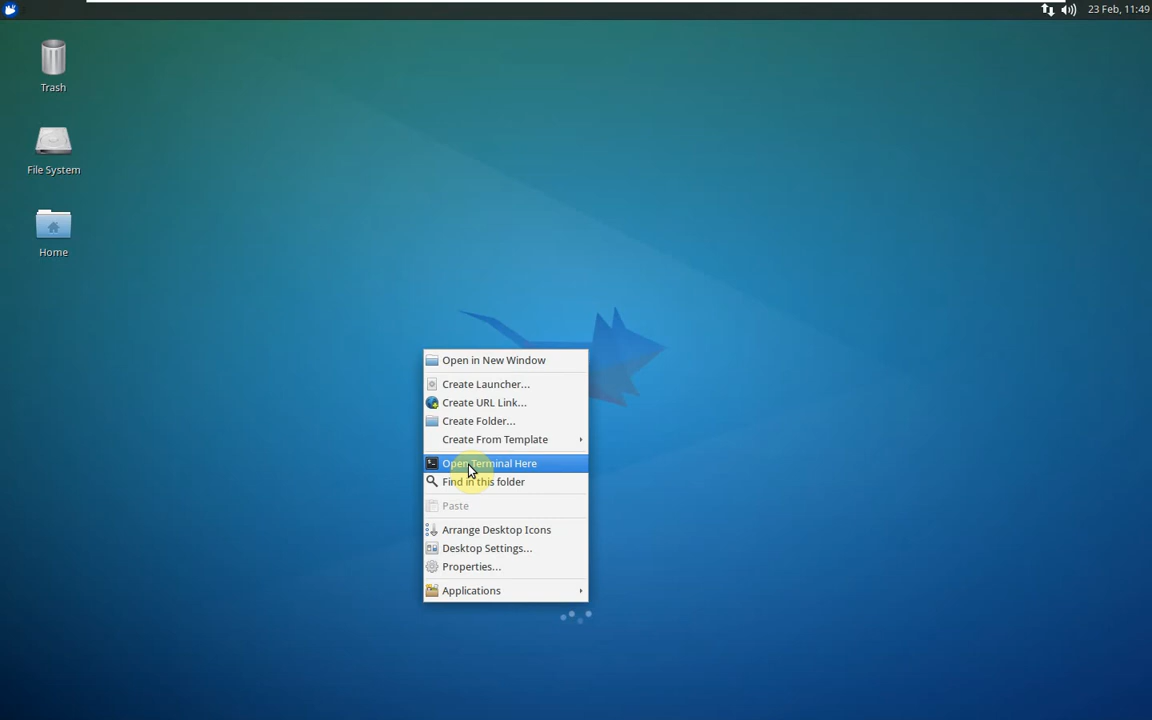 23 Feb, 11:49
Trash
File System
Home
Open in New Window
Create Launcher...
Create URL Link...
Create Folder...
Create From Template
Open Terminal Here
Find in this folder
Paste
Arrange Desktop Icons
Desktop Settings...
Properties...
Applications